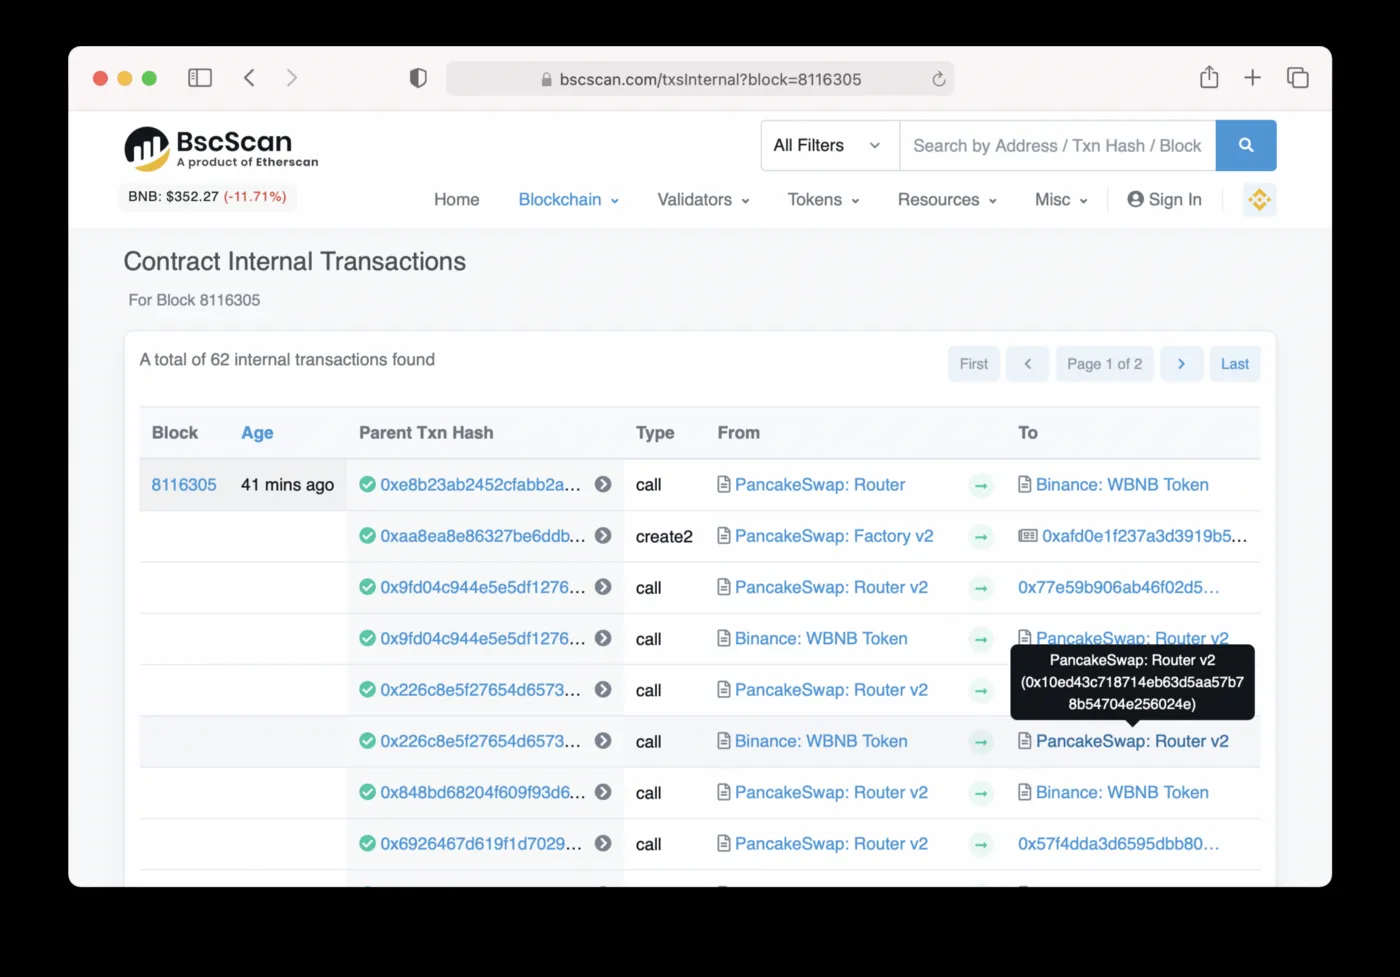 bscscan.com/txsInternal?block=8116305
BscScan
A product of Etherscan
All Filters
Search by Address / Txn Hash / Block
BNB: $352.27 (-11.71%)
Home Blockchain Validators Tokens Resources Misc Sign In
Contract Internal Transactions
For Block 8116305
A total of 62 internal transactions found
First Page 1 of 2 Last
Block Age Parent Txn Hash Type From To
8116305 41 mins ago 0xe8b23ab2452cfabb2a... call PancakeSwap: Router Binance: WBNB Token
0xaa8ea8e86327be6ddb... create2 PancakeSwap: Factory v2 0xafd0e1f237a3d3919b5...
0x9fd04c944e5e5df1276... call PancakeSwap: Router v2 0x77e59b906ab46f02d5...
0x9fd04c944e5e5df1276... call Binance: WBNB Token PancakeSwap: Router v2
0x226c8e5f27654d6573... call PancakeSwap: Router v2
PancakeSwap: Router v2
(0x10ed43c718714eb63d5aa57b7
8b54704e256024e)
0x226c8e5f27654d6573... call Binance: WBNB Token PancakeSwap: Router v2
0x848bd68204f609f93d6... call PancakeSwap: Router v2 Binance: WBNB Token
0x6926467d619f1d7029... call PancakeSwap: Router v2 0x57f4dda3d6595dbb80...